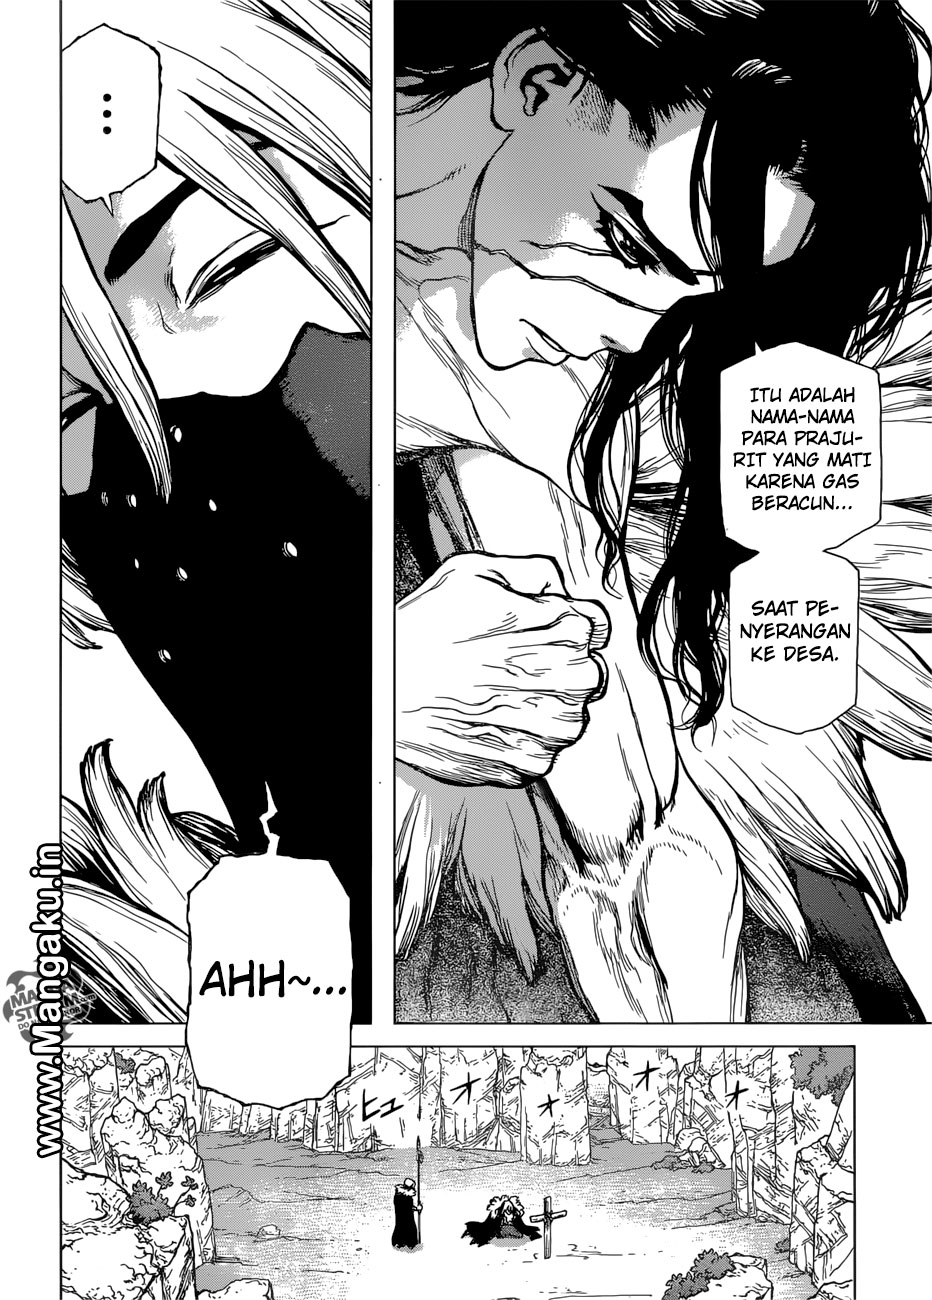 ITU ADALAH
NAMA-NAMA
PARA PRAJU-
RIT YANG MATI
KARENA GAS
BERACUN...
SAAT PE-
NYERANGAN
KE DESA.
...
AHH~...
ヒュオオオ
www.Mangaku.in